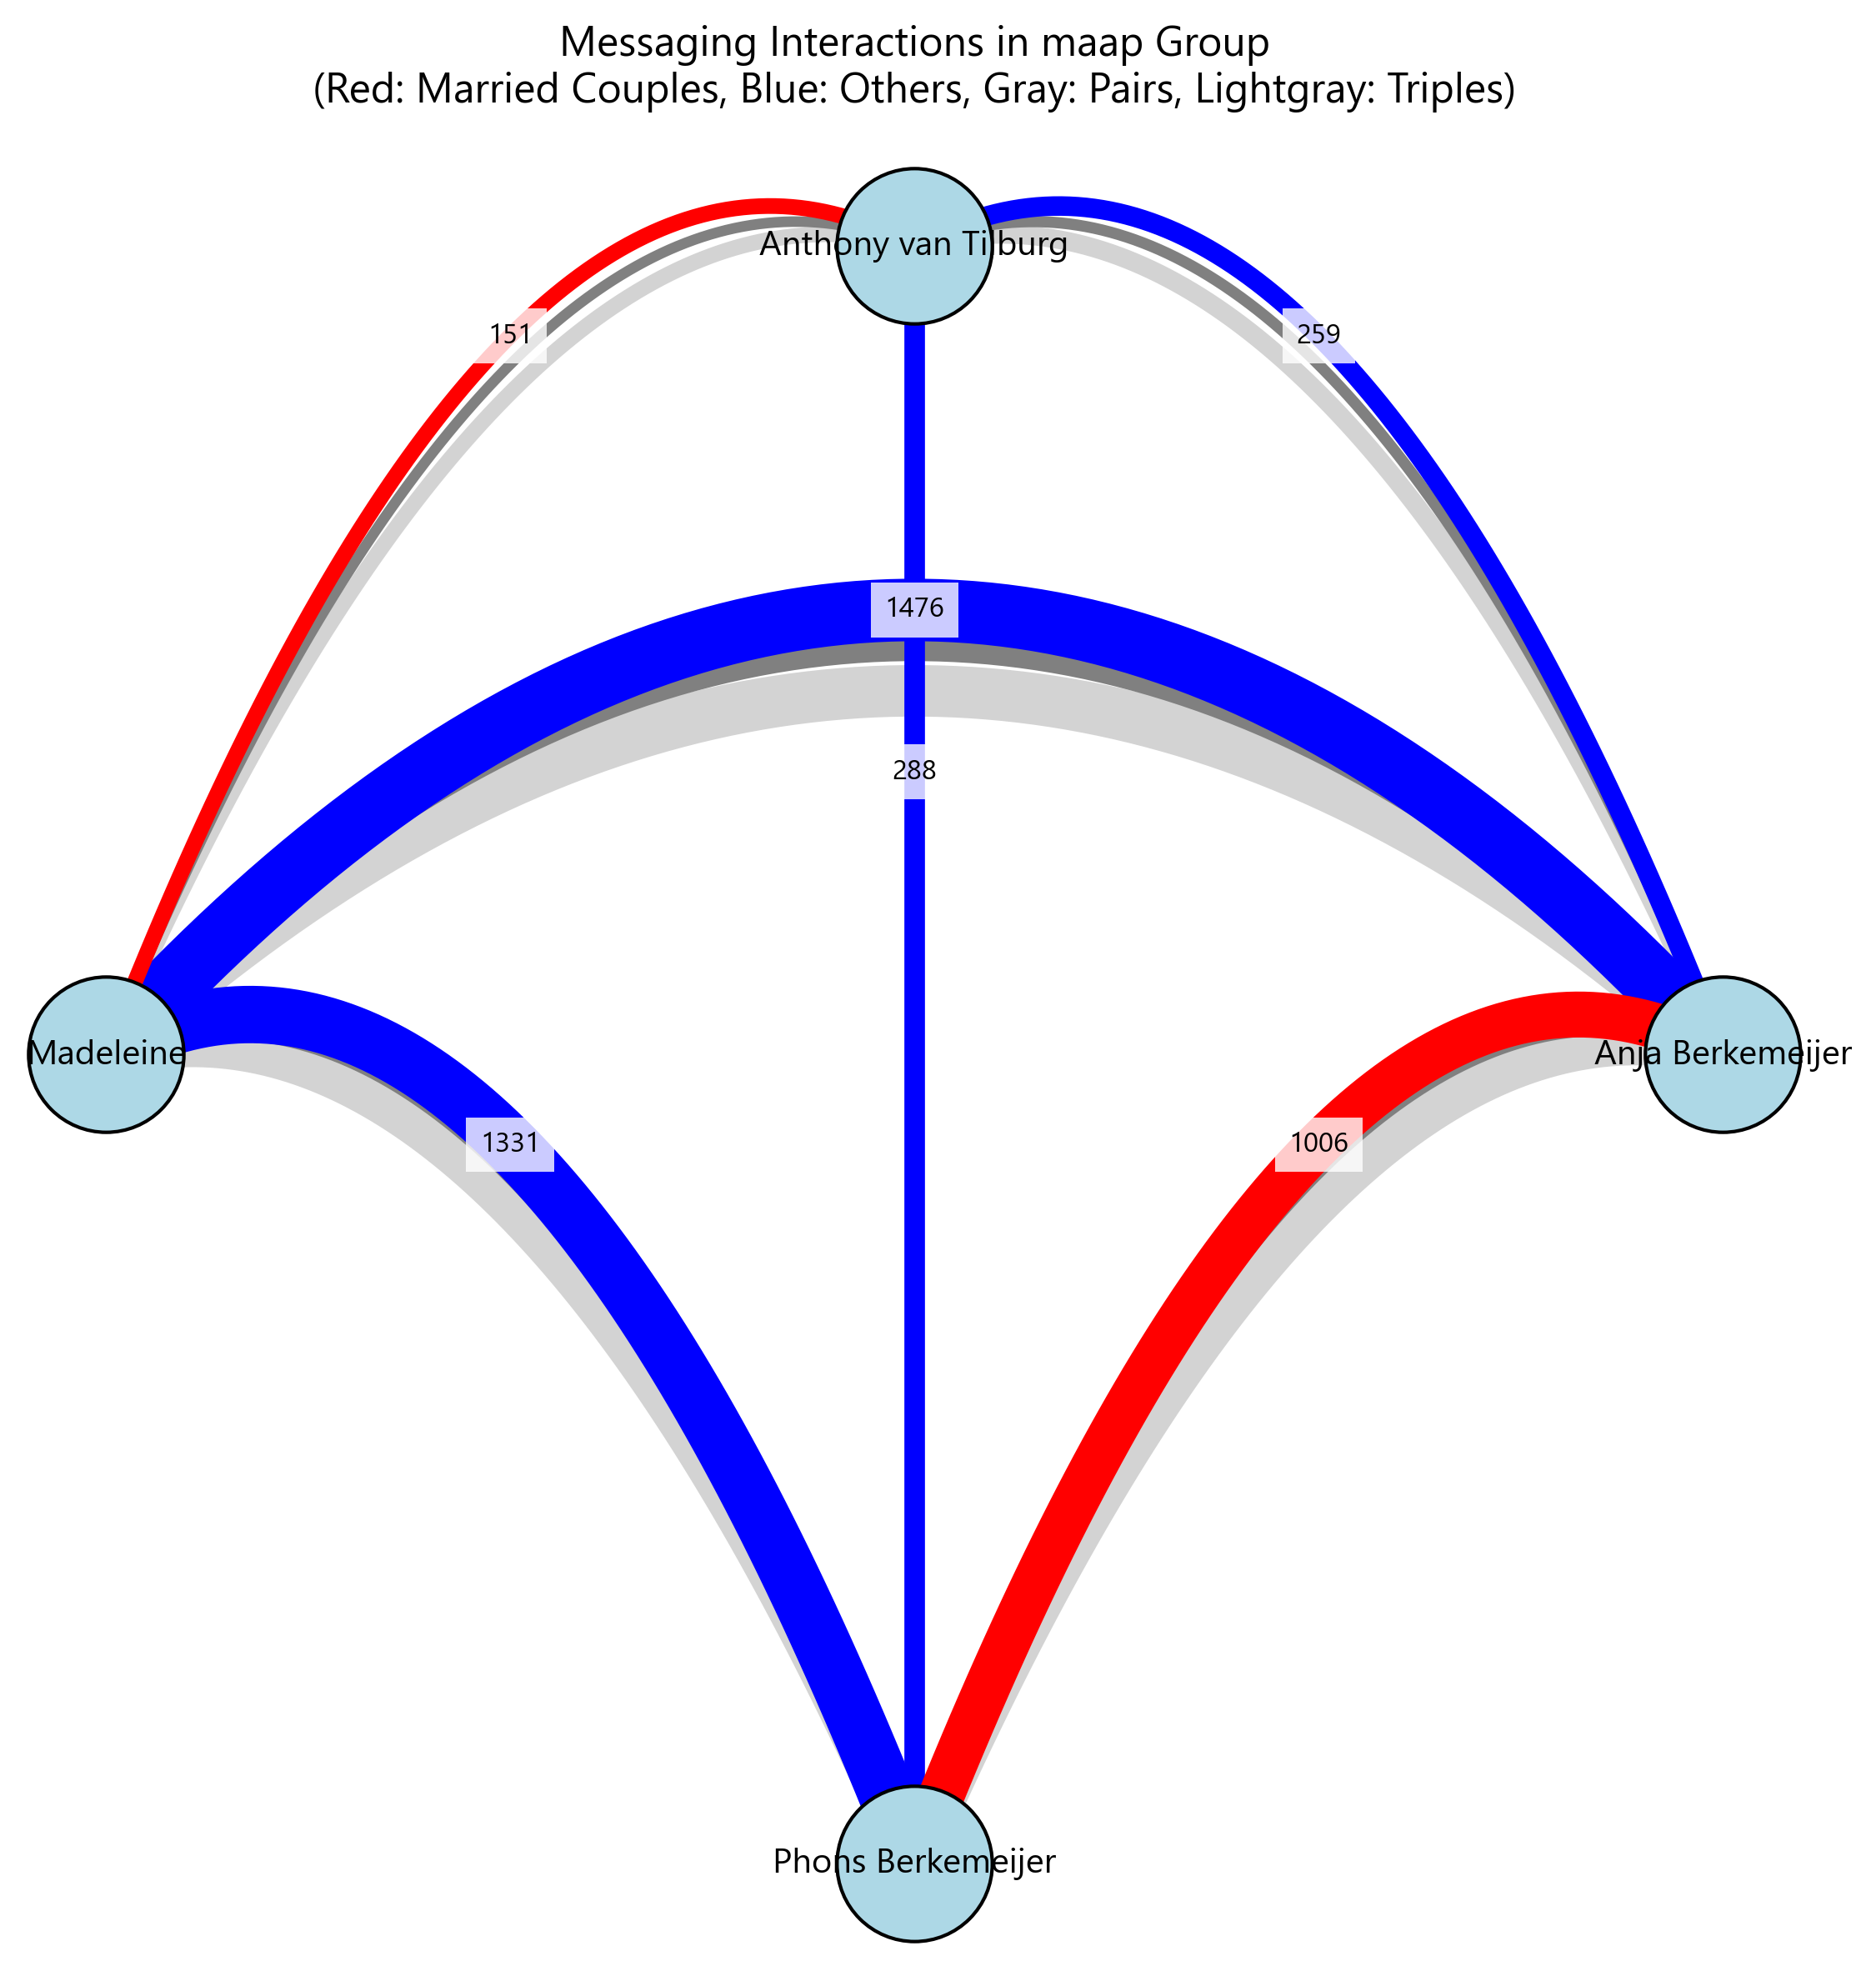 Messaging Interactions in maap Group
(Red: Married Couples, Blue: Others, Gray: Pairs, Lightgray: Triples)
Anthony van Tilburg
151
259
1476
288
Madeleine
Anja Berkemeijer
1331
1006
Phons Berkemeijer